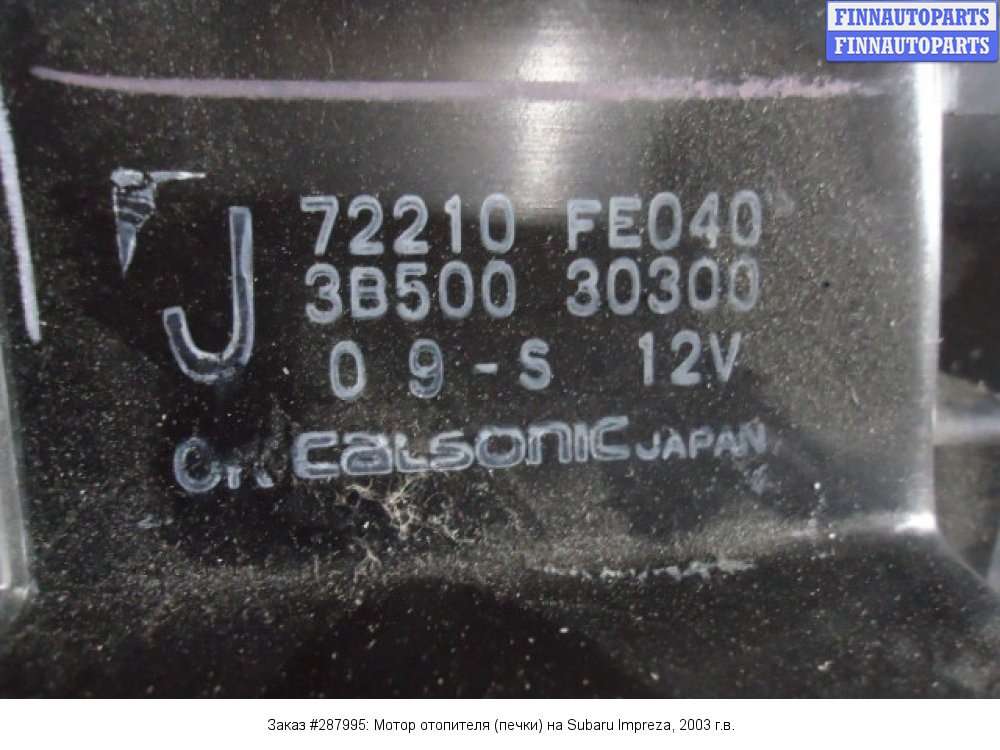 FINNAUTOPARTS
FINNAUTOPARTS
J
72210 FE040
3B500 30300
0 9 - S 12V
CALSONIC JAPAN
Заказ #287995: Мотор отопителя (печки) на Subaru Impreza, 2003 г.в.